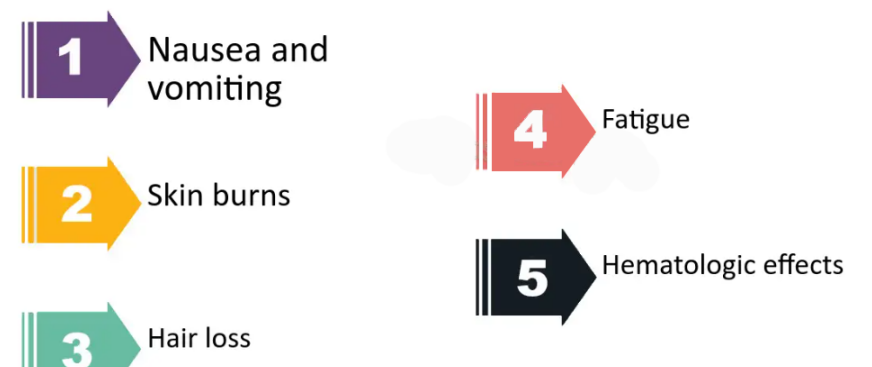 1
Nausea and
vomiting
2
Skin burns
3
Hair loss
4
Fatigue
5
Hematologic effects